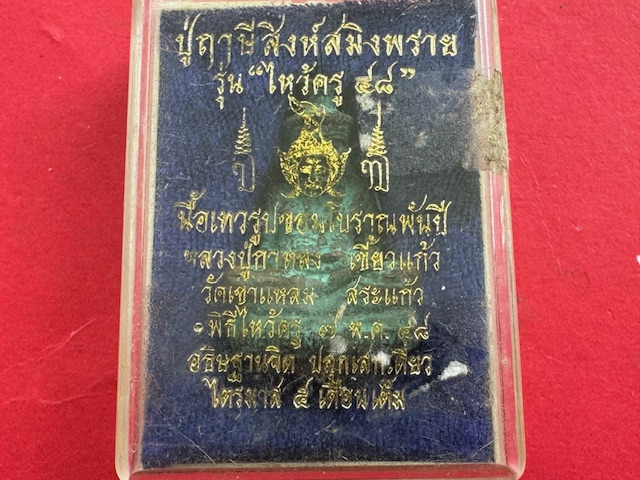 ปู่ฤาษีสิงห์สมิงพราย
รุ่น “ไหว้ครู ๔๘”
เนื้อเทวรูปขอมโบราณพันปี
หลวงปู่กาหลง เขี้ยวแก้ว
วัดเขาแหลม สระแก้ว
พิธีไหว้ครู ๗ พ.ค. ๔๘
อธิษฐานจิต ปลุกเสกเดี่ยว
ไตรมาส ๕ เดือนเต็ม